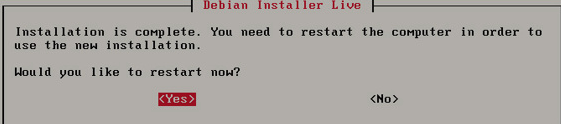 Debian Installer Live
Installation is complete. You need to restart the computer in order to
use the new installation.
Would you like to restart now?
<Yes> <No>